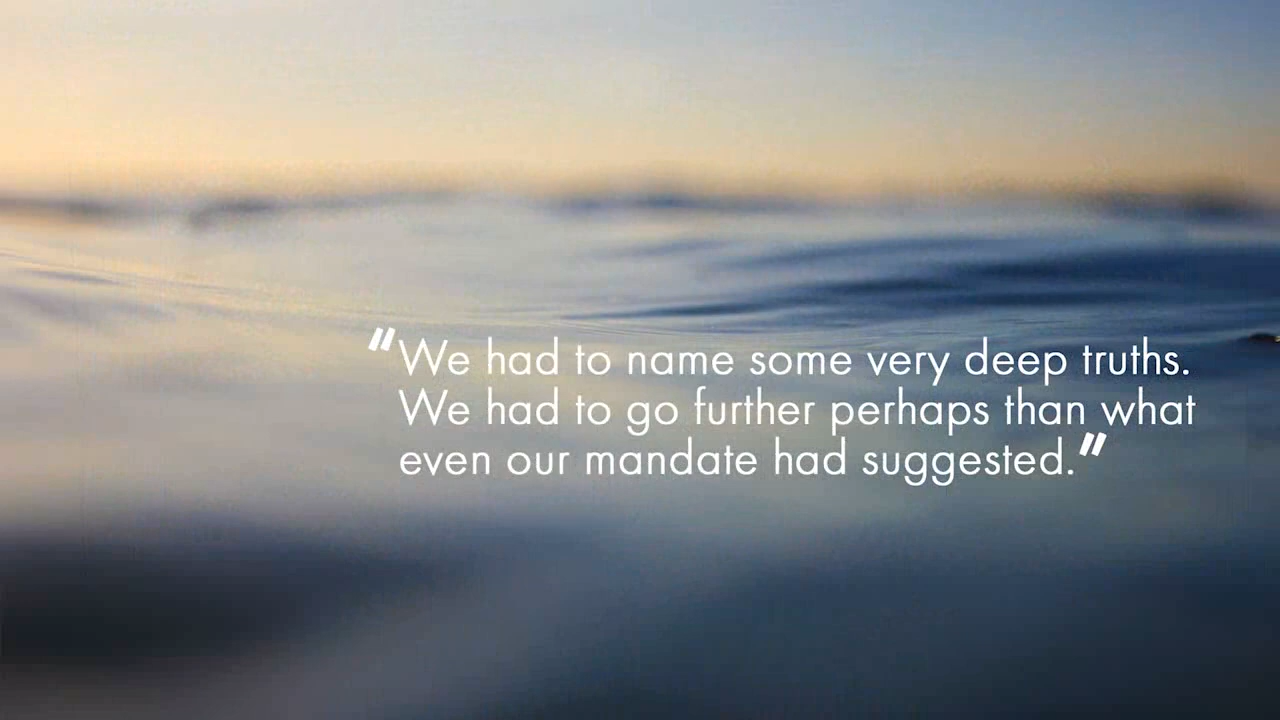 "We had to name some very deep truths.
We had to go further perhaps than what
even our mandate had suggested."